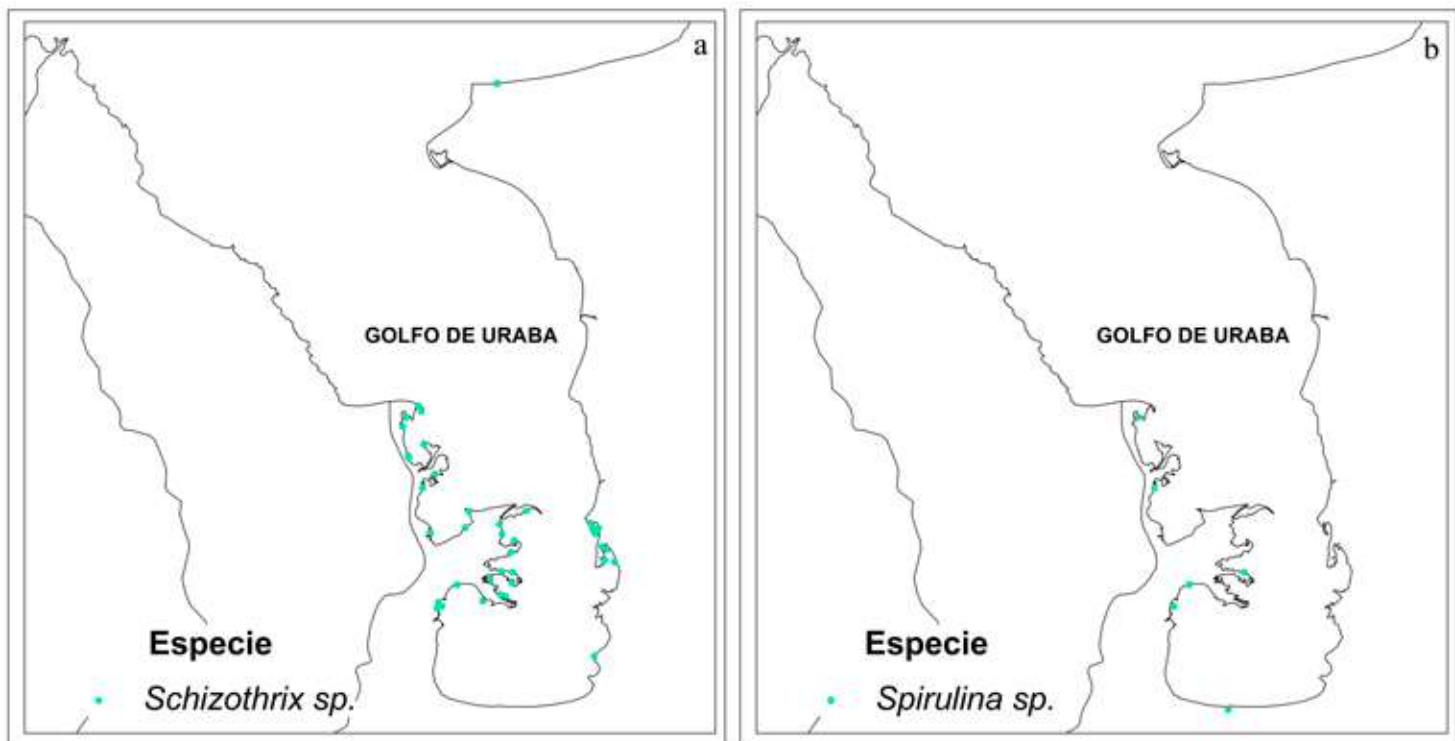 a
GOLFO DE URABA
Especie
Schizothrix sp.
b
GOLFO DE URABA
Especie
Spirulina sp.